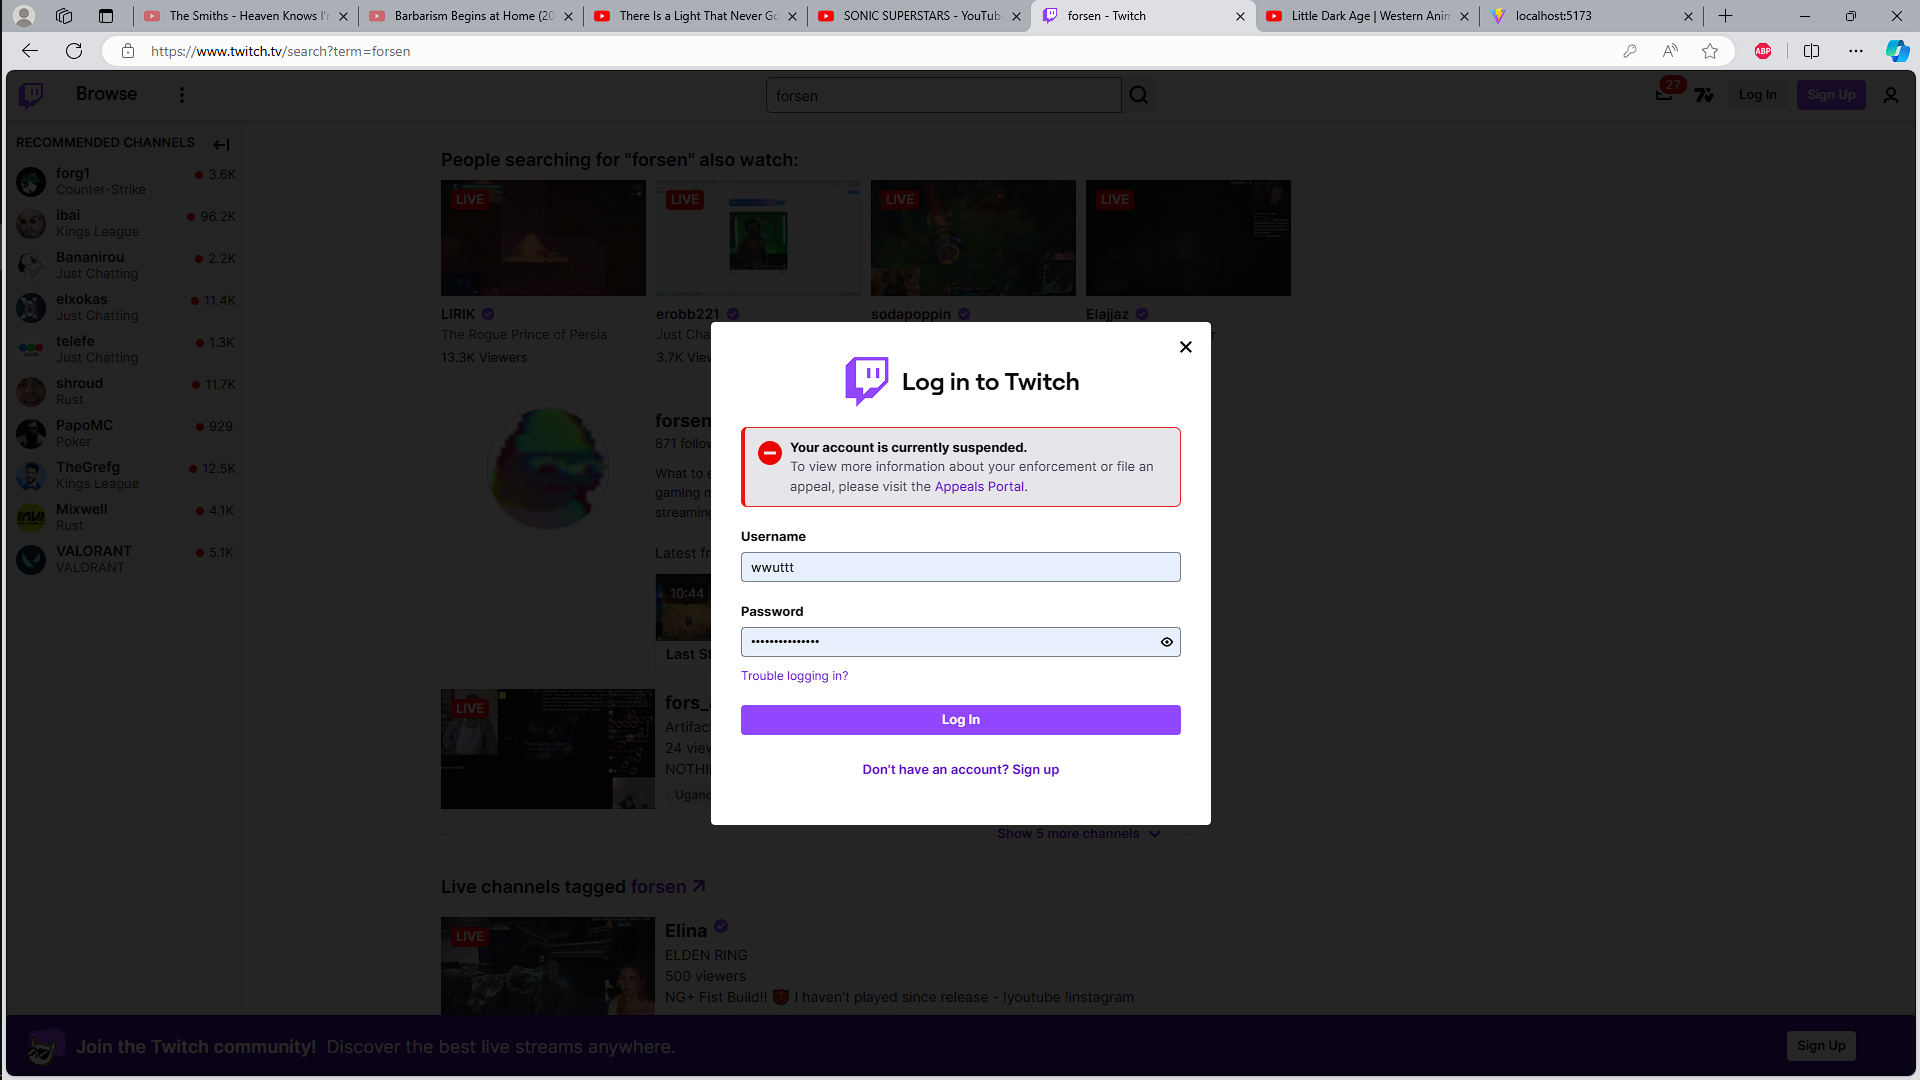 The Smiths - Heaven Knows I'm
Barbarism Begins at Home (20
There Is a Light That Never Go
SONIC SUPERSTARS - YouTube
forsen - Twitch
Little Dark Age | Western Anim
localhost:5173
https://www.twitch.tv/search?term=forsen
ABP
Browse
forsen
27
Log In
Sign Up
RECOMMENDED CHANNELS
forg1
3.6K
Counter-Strike
ibai
96.2K
Kings League
Bananirou
2.2K
Just Chatting
elxokas
11.4K
Just Chatting
telefe
1.3K
Just Chatting
shroud
11.7K
Rust
PapoMC
929
Poker
TheGrefg
12.5K
Kings League
Mixwell
4.1K
Rust
VALORANT
5.1K
VALORANT
People searching for "forsen" also watch:
LIVE
LIVE
LIVE
LIVE
LIRIK
The Rogue Prince of Persia
13.3K Viewers
erobb221
Just Cha
3.7K View
sodapoppin
Elajjaz
forsen
871 follow
What to e
gaming m
streaming
Latest fr
10:44
Last St
Log in to Twitch
Your account is currently suspended.
To view more information about your enforcement or file an
appeal, please visit the Appeals Portal.
Username
wwuttt
Password
•••••••••••••••
Trouble logging in?
Log In
Don't have an account? Sign up
LIVE
fors_
Artifac
24 view
NOTHI
Ugand
Show 5 more channels
Live channels tagged forsen
LIVE
Elina
ELDEN RING
500 viewers
NG+ Fist Build!! 😈 I haven't played since release - !youtube !instagram
Join the Twitch community! Discover the best live streams anywhere.
Sign Up